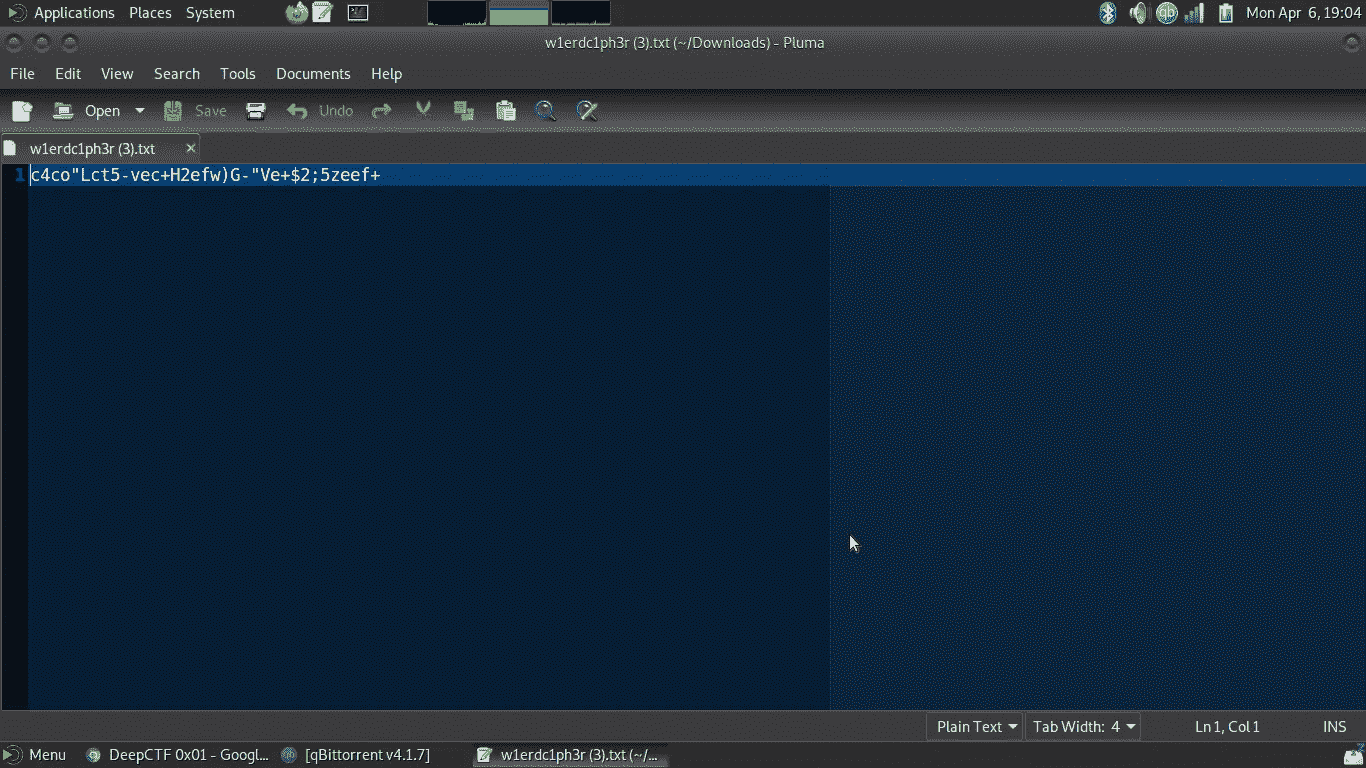 Applications Places System
Mon Apr 6, 19:04
w1erdc1ph3r (3).txt (~/Downloads) - Pluma
File Edit View Search Tools Documents Help
Open Save Undo
w1erdc1ph3r (3).txt ×
1 c4co"Lct5-vec+H2efw)G-"Ve+$2;5zeef+
Plain Text Tab Width: 4 Ln 1, Col 1 INS
Menu DeepCTF 0x01 - Googl... [qBittorrent v4.1.7] w1erdc1ph3r (3).txt (~/...